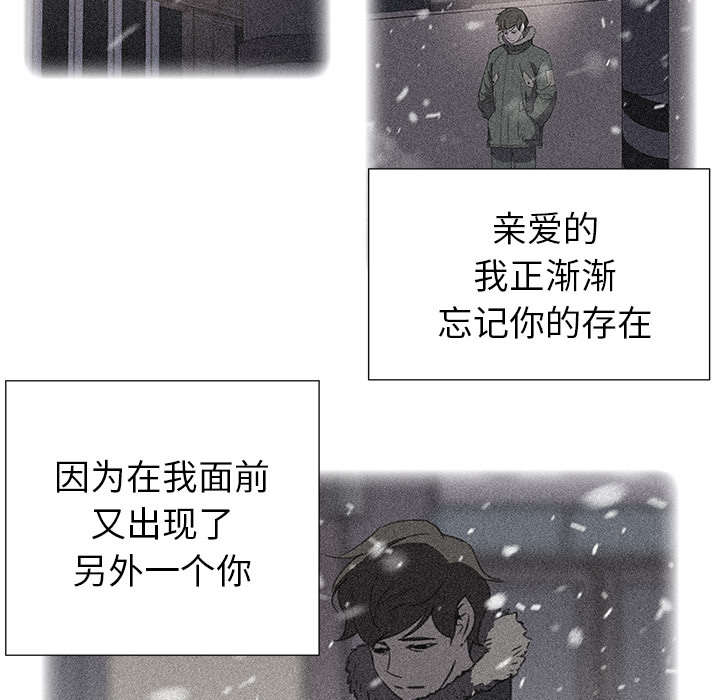 亲爱的
我正渐渐
忘记你的存在
因为在我面前
又出现了
另外一个你